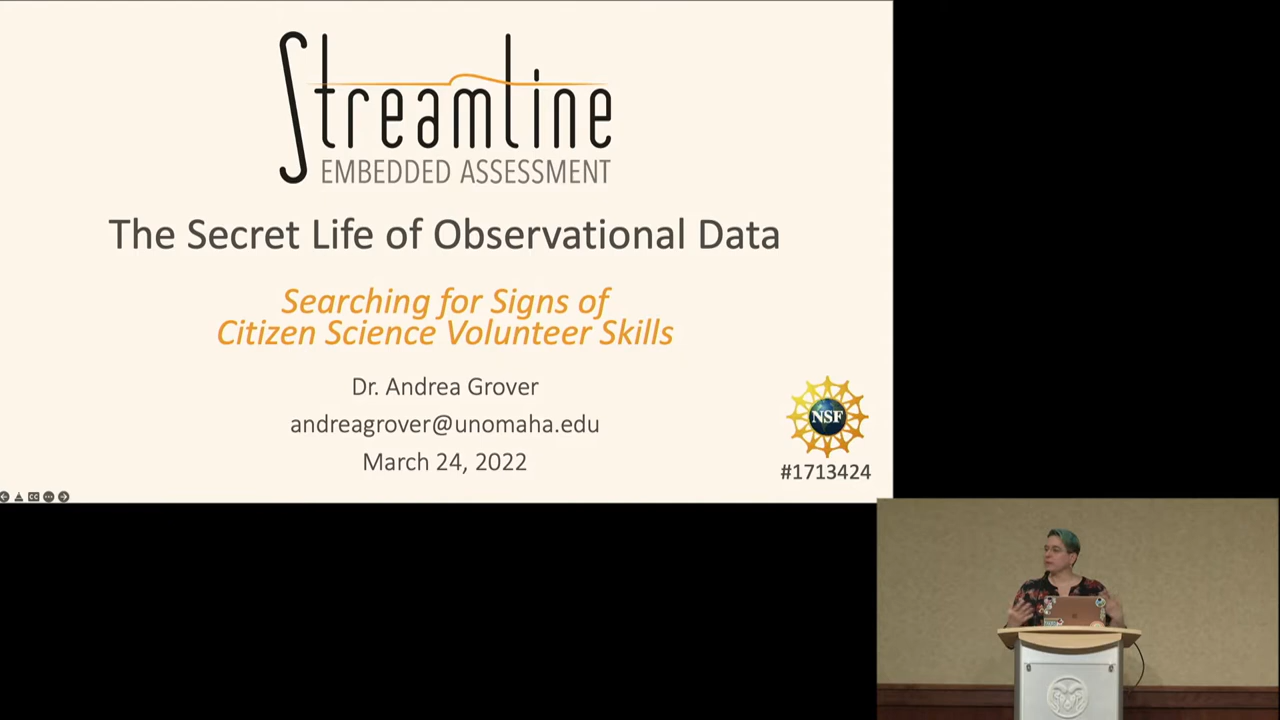 Streamline
EMBEDDED ASSESSMENT
The Secret Life of Observational Data
Searching for Signs of
Citizen Science Volunteer Skills
Dr. Andrea Grover
andreagrover@unomaha.edu
March 24, 2022
NSF
#1713424